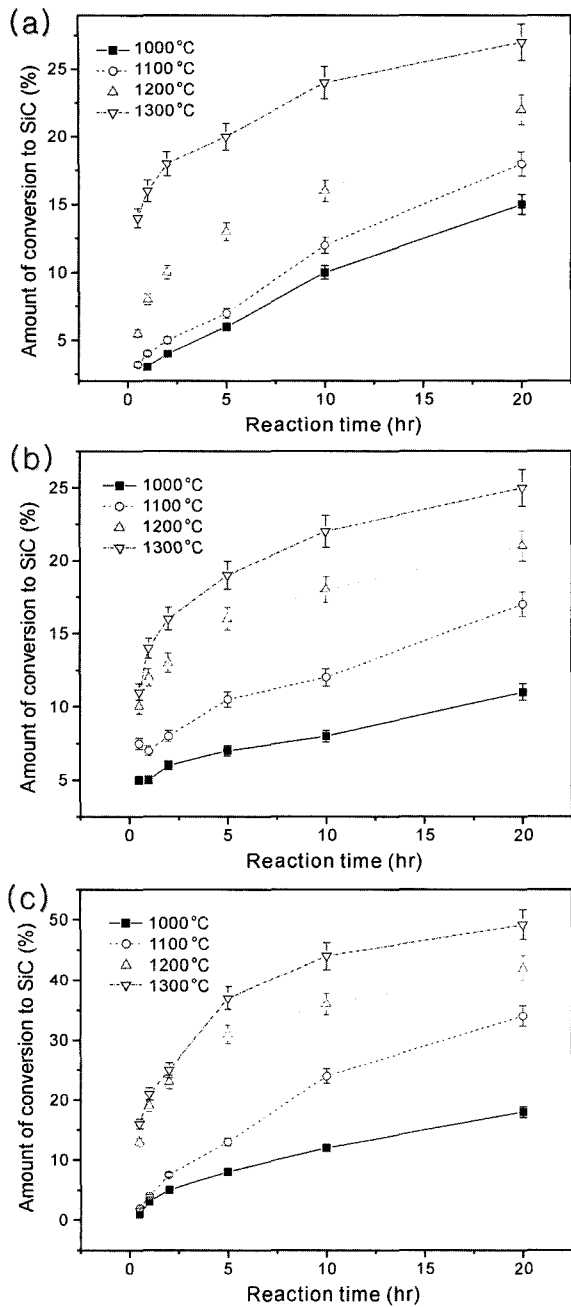 (a)
1000°C
1100°C
1200°C
1300°C
25
20
15
10
5
Amount of conversion to SiC (%)
0 5 10 15 20
Reaction time (hr)
(b)
1000°C
1100°C
1200°C
1300°C
25
20
15
10
5
Amount of conversion to SiC (%)
0 5 10 15 20
Reaction time (hr)
(c)
1000°C
1100°C
1200°C
1300°C
50
40
30
20
10
0
Amount of conversion to SiC (%)
0 5 10 15 20
Reaction time (hr)